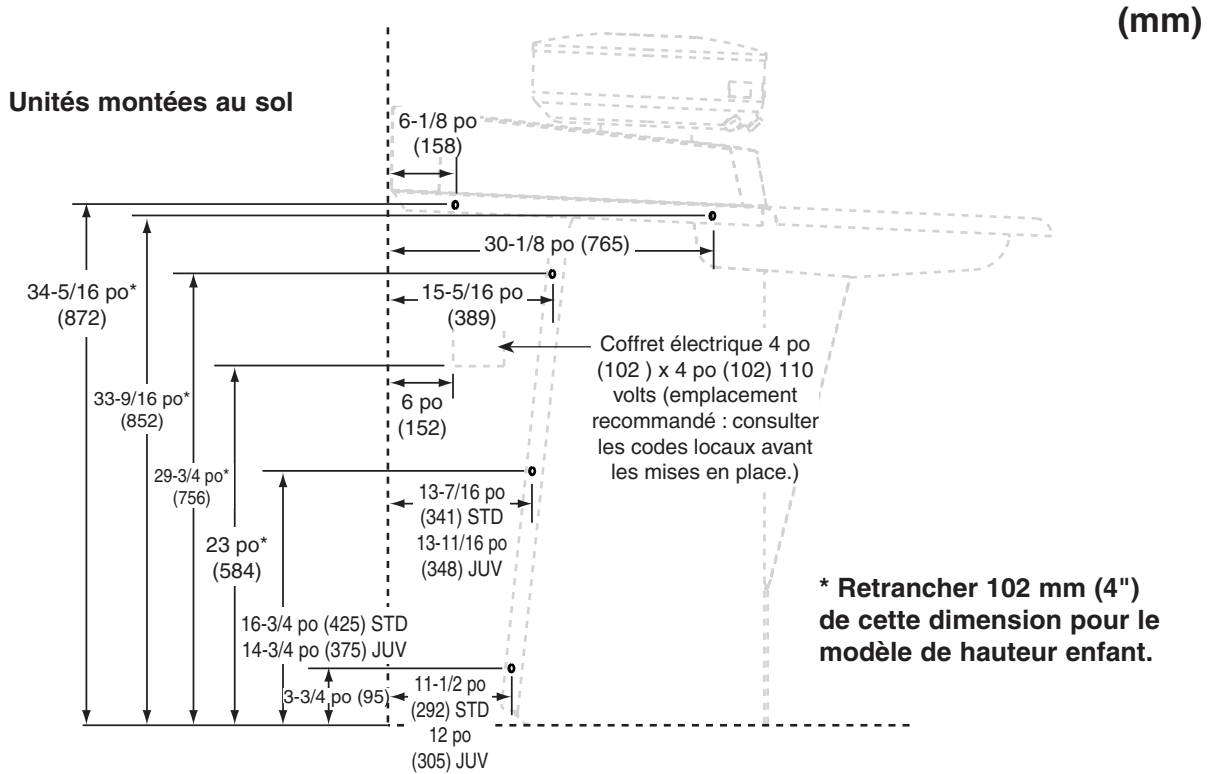 (mm)
Unités montées au sol
6-1/8 po
(158)
30-1/8 po (765)
34-5/16 po*
(872)
15-5/16 po
(389)
Coffret électrique 4 po
(102 ) x 4 po (102) 110
volts (emplacement
recommandé : consulter
les codes locaux avant
les mises en place.)
33-9/16 po*
(852)
6 po
(152)
29-3/4 po*
(756)
13-7/16 po
(341) STD
13-11/16 po
(348) JUV
23 po*
(584)
* Retrancher 102 mm (4")
de cette dimension pour le
modèle de hauteur enfant.
16-3/4 po (425) STD
14-3/4 po (375) JUV
3-3/4 po (95)
11-1/2 po
(292) STD
12 po
(305) JUV